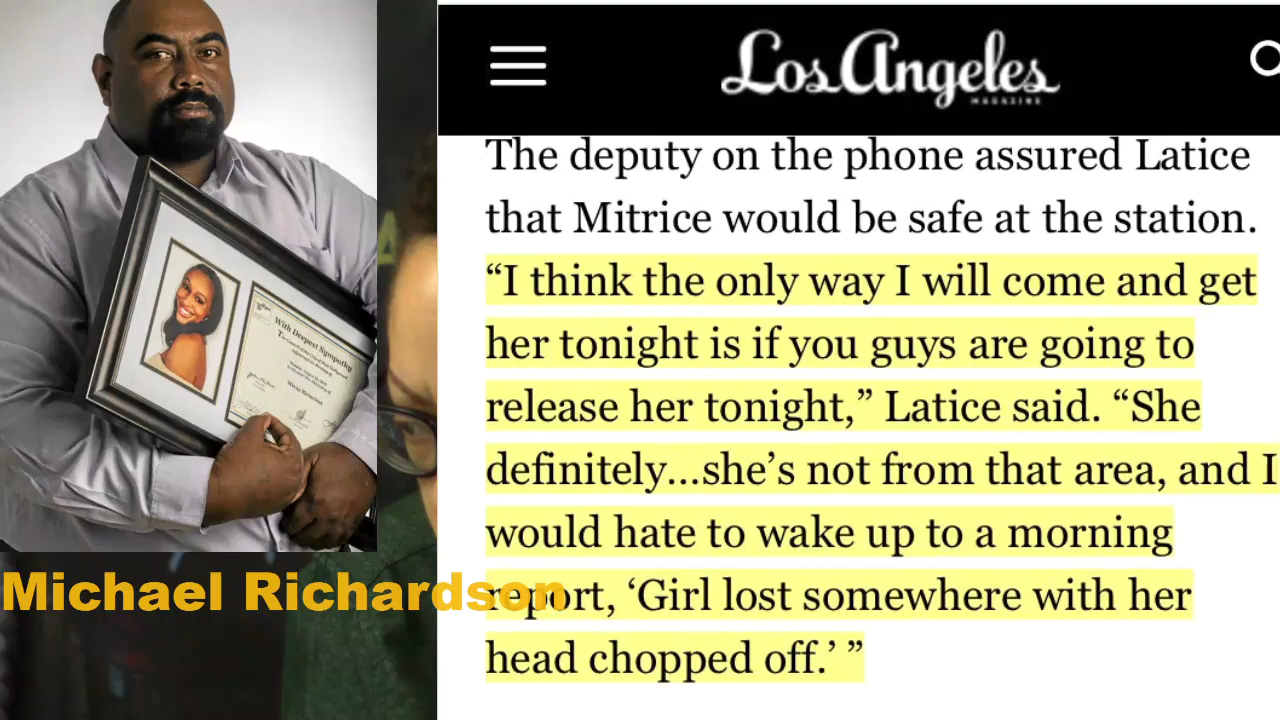 Los Angeles
MAGAZINE
The deputy on the phone assured Latice
that Mitrice would be safe at the station.
“I think the only way I will come and get
her tonight is if you guys are going to
release her tonight,” Latice said. “She
definitely...she’s not from that area, and I
would hate to wake up to a morning
report, ‘Girl lost somewhere with her
head chopped off.’ ”
With Deepest Sympathy
Michael Richardson